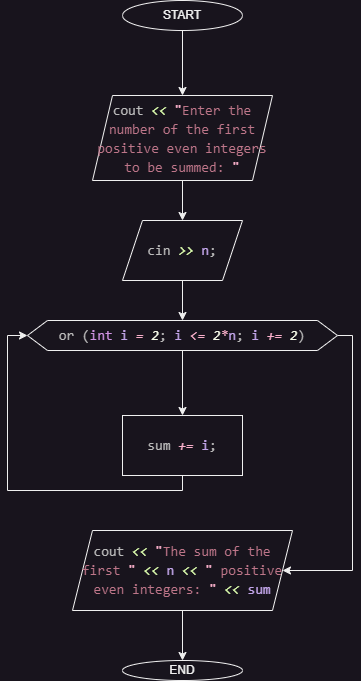 START
cout << "Enter the
number of the first
positive even integers
to be summed: "
cin >> n;
or (int i = 2; i <= 2*n; i += 2)
sum += i;
cout << "The sum of the
first " << n << " positive
even integers: " << sum
END